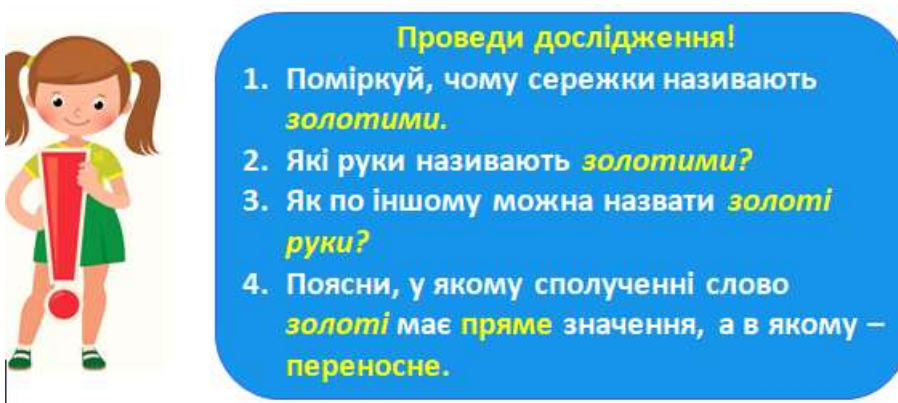 Проведи дослідження!
1. Поміркуй, чому сережки називають
золотими.
2. Які руки називають золотими?
3. Як по іншому можна назвати золоті
руки?
4. Поясни, у якому сполученні слово
золоті має пряме значення, а в якому –
переносне.